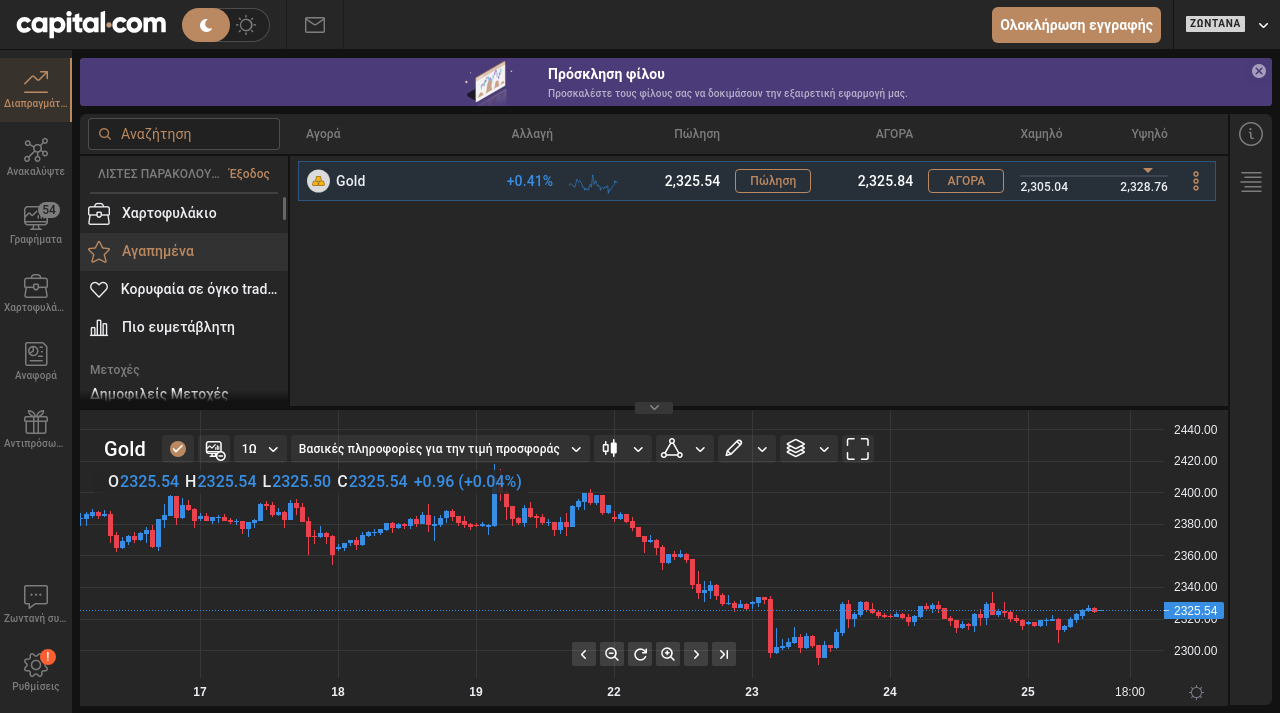 capital.com
Ολοκλήρωση εγγραφής
ΖΩΝΤΑΝΑ
Πρόσκληση φίλου
Προσκαλέστε τους φίλους σας να δοκιμάσουν την εξαιρετική εφαρμογή μας.
Διαπραγμάτ...
Ανακαλύψτε
54
Γραφήματα
Χαρτοφυλά...
Αναφορά
Αντιπρόσω...
Ζωντανή συ...
!
Ρυθμίσεις
Αναζήτηση
ΛΙΣΤΕΣ ΠΑΡΑΚΟΛΟΥ... Έξοδος
Χαρτοφυλάκιο
Αγαπημένα
Κορυφαία σε όγκο trad...
Πιο ευμετάβλητη
Μετοχές
Δημοφιλείς Μετοχές
Αγορά Αλλαγή Πώληση ΑΓΟΡΑ Χαμηλό Υψηλό
Gold +0.41% 2,325.54 Πώληση 2,325.84 ΑΓΟΡΑ 2,305.04 2,328.76
Gold 1Ω Βασικές πληροφορίες για την τιμή προσφοράς
O2325.54 H2325.54 L2325.50 C2325.54 +0.96 (+0.04%)
2440.00
2420.00
2400.00
2380.00
2360.00
2340.00
2325.54
2320.00
2300.00
17 18 19 22 23 24 25 18:00